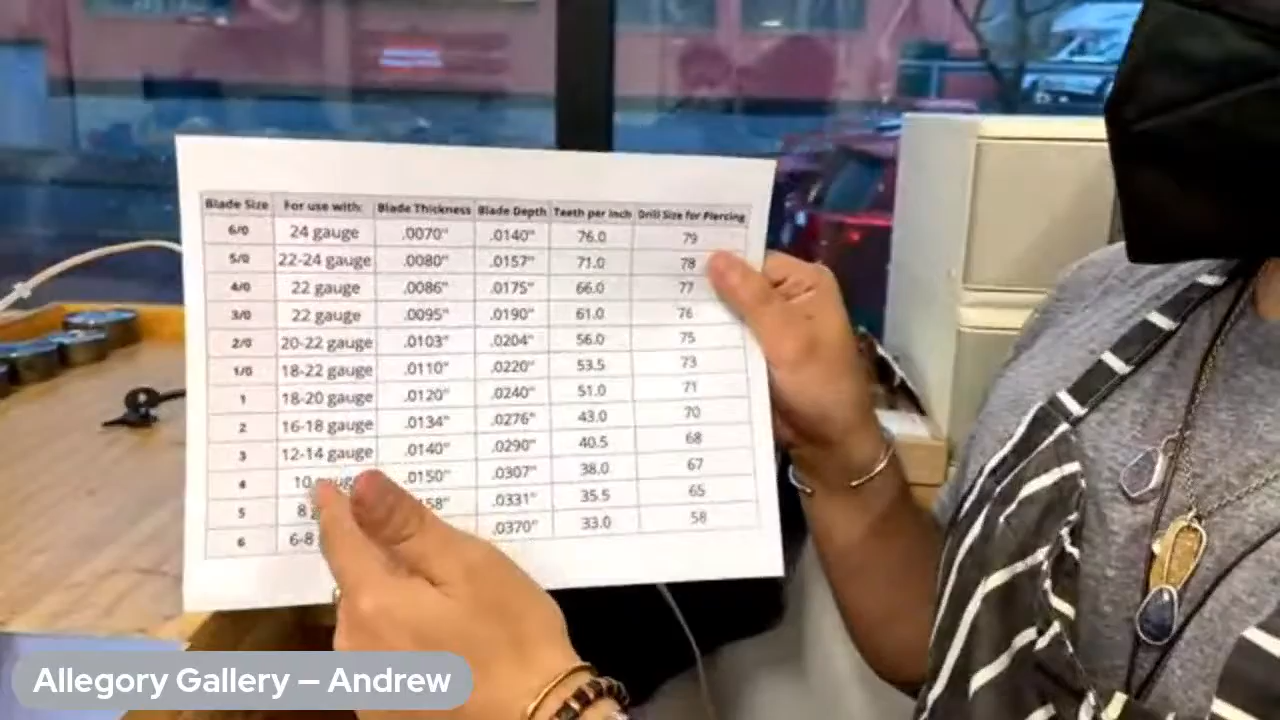 Blade Size For use with: Blade Thickness Blade Depth Teeth per Inch Drill Size for Piercing
6/0 24 gauge .0070" .0140" 76.0 79
5/0 22-24 gauge .0080" .0157" 71.0 78
4/0 22 gauge .0086" .0175" 66.0 77
3/0 22 gauge .0095" .0190" 61.0 76
2/0 20-22 gauge .0103" .0204" 56.0 75
1/0 18-22 gauge .0110" .0220" 53.5 73
1 18-20 gauge .0120" .0240" 51.0 71
2 16-18 gauge .0134" .0276" 43.0 70
3 12-14 gauge .0140" .0290" 40.5 68
4 10 gauge .0150" .0307" 38.0 67
5 8 .0331" 35.5 65
6 6-8 .0370" 33.0 58
Allegory Gallery – Andrew